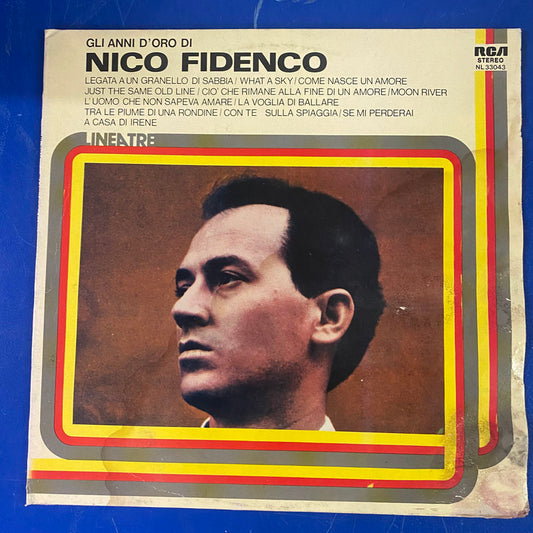 GLI ANNI D'ORO DI
NICO FIDENCO
LEGATA A UN GRANELLO DI SABBIA / WHAT A SKY / COME NASCE UN AMORE
JUST THE SAME OLD LINE / CIO' CHE RIMANE ALLA FINE DI UN AMORE / MOON RIVER
L'UOMO CHE NON SAPEVA AMARE / LA VOGLIA DI BALLARE
TRA LE PIUME DI UNA RONDINE / CON TE SULLA SPIAGGIA / SE MI PERDERAI
A CASA DI IRENE
RCA
STEREO
NL 33043
LINEATRE